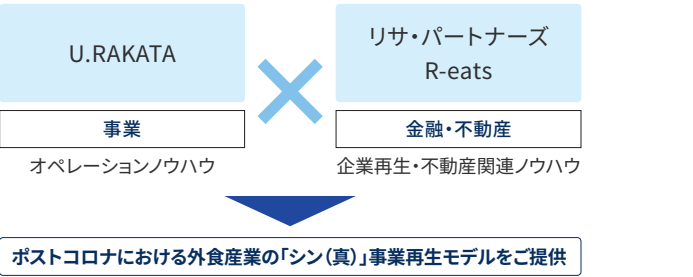 U.RAKATA
リサ・パートナーズ
R-eats
事業
金融・不動産
オペレーションノウハウ
企業再生・不動産関連ノウハウ
ポストコロナにおける外食産業の「シン（真）」事業再生モデルをご提供